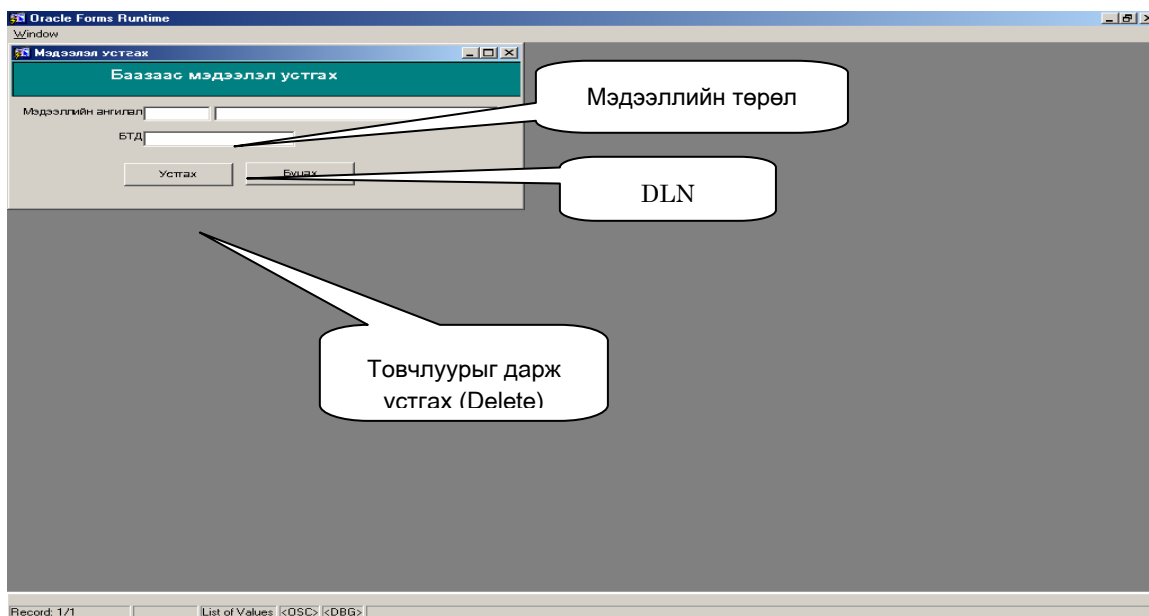 Oracle Forms Runtime
Window
Мэдээлэл устгах
Баазаас мэдээлэл устгах
Мэдээллийн ангилал
БТД
Устгах Буцах
Мэдээллийн төрөл
DLN
Товчлуурыг дарж
устгах (Delete)
Record: 1/1 List of Values <OSC> <DBG>